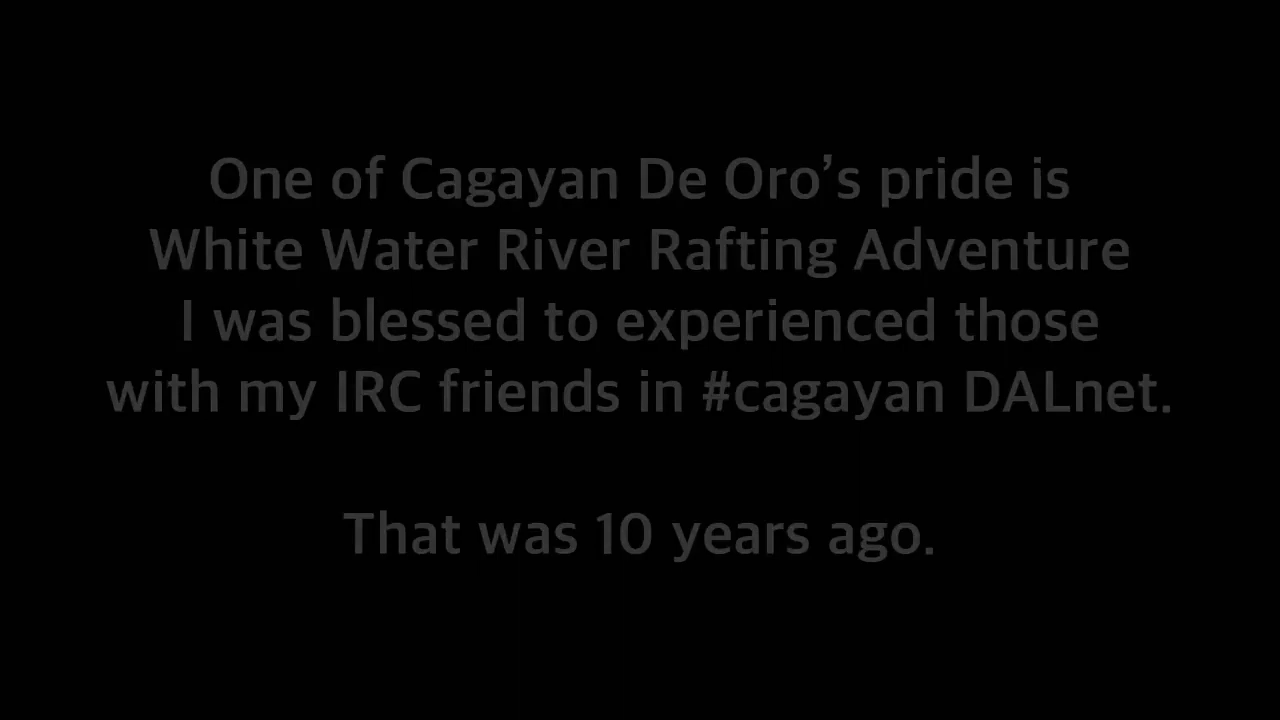 One of Cagayan De Oro’s pride is
White Water River Rafting Adventure
I was blessed to experienced those
with my IRC friends in #cagayan DALnet.
That was 10 years ago.